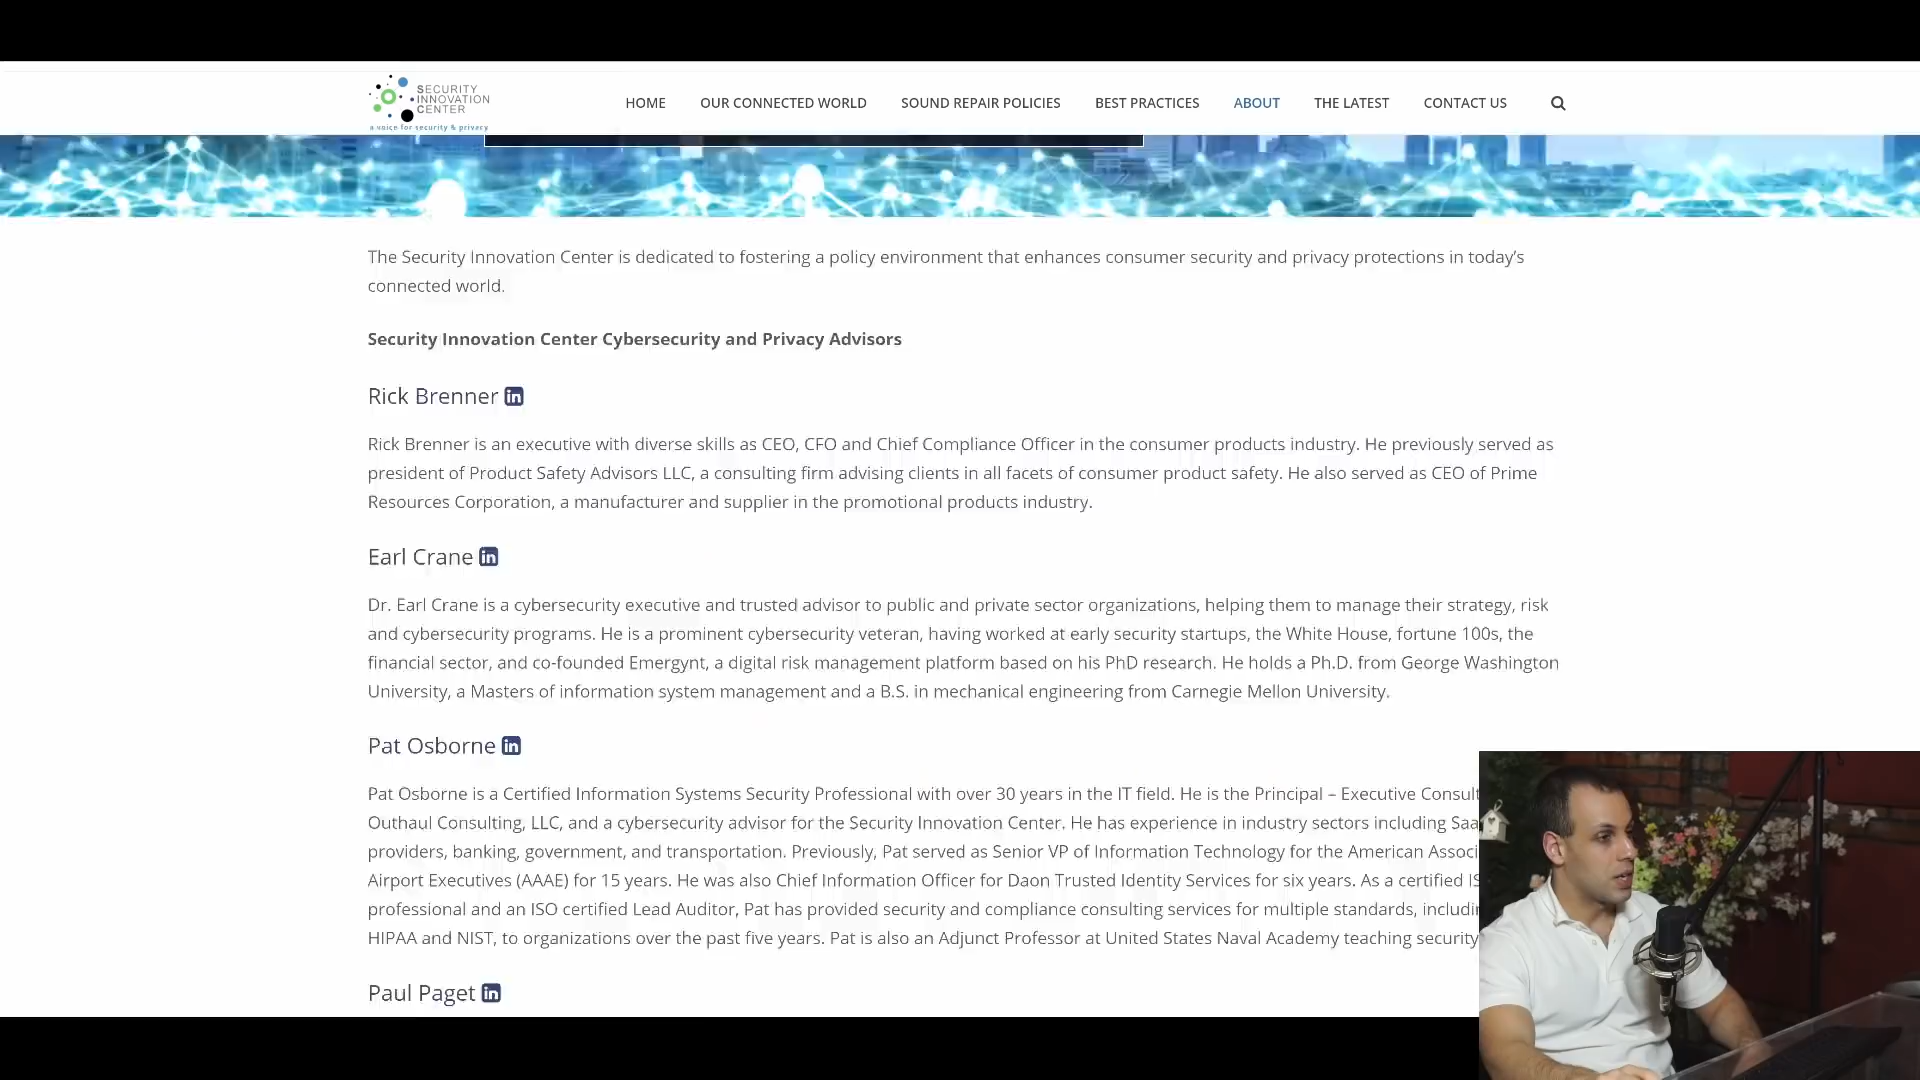 SECURITY
INNOVATION
CENTER
a voice for security & privacy
HOME OUR CONNECTED WORLD SOUND REPAIR POLICIES BEST PRACTICES ABOUT THE LATEST CONTACT US
The Security Innovation Center is dedicated to fostering a policy environment that enhances consumer security and privacy protections in today’s
connected world.
Security Innovation Center Cybersecurity and Privacy Advisors
Rick Brenner in
Rick Brenner is an executive with diverse skills as CEO, CFO and Chief Compliance Officer in the consumer products industry. He previously served as
president of Product Safety Advisors LLC, a consulting firm advising clients in all facets of consumer product safety. He also served as CEO of Prime
Resources Corporation, a manufacturer and supplier in the promotional products industry.
Earl Crane in
Dr. Earl Crane is a cybersecurity executive and trusted advisor to public and private sector organizations, helping them to manage their strategy, risk
and cybersecurity programs. He is a prominent cybersecurity veteran, having worked at early security startups, the White House, fortune 100s, the
financial sector, and co-founded Emergynt, a digital risk management platform based on his PhD research. He holds a Ph.D. from George Washington
University, a Masters of information system management and a B.S. in mechanical engineering from Carnegie Mellon University.
Pat Osborne in
Pat Osborne is a Certified Information Systems Security Professional with over 30 years in the IT field. He is the Principal – Executive Consult
Outhaul Consulting, LLC, and a cybersecurity advisor for the Security Innovation Center. He has experience in industry sectors including Saa
providers, banking, government, and transportation. Previously, Pat served as Senior VP of Information Technology for the American Associ
Airport Executives (AAAE) for 15 years. He was also Chief Information Officer for Daon Trusted Identity Services for six years. As a certified IS
professional and an ISO certified Lead Auditor, Pat has provided security and compliance consulting services for multiple standards, includin
HIPAA and NIST, to organizations over the past five years. Pat is also an Adjunct Professor at United States Naval Academy teaching security
Paul Paget in